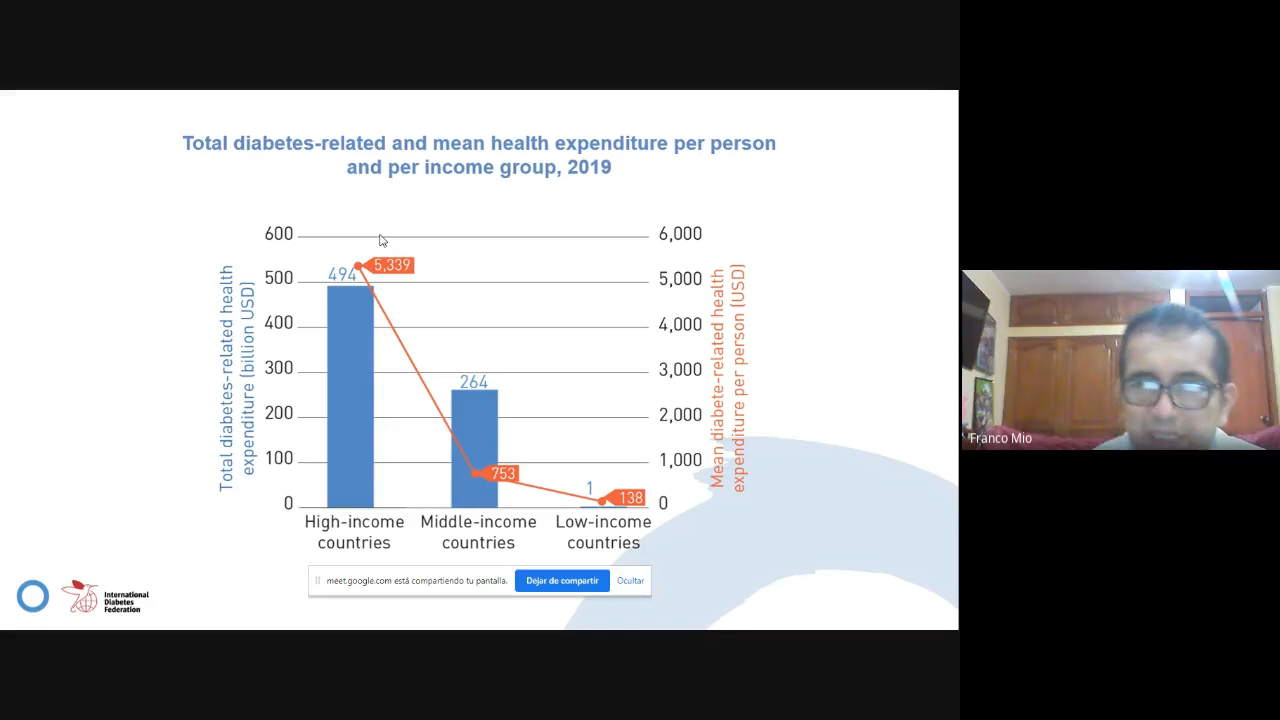 Total diabetes-related and mean health expenditure per person
and per income group, 2019
Total diabetes-related health
expenditure (billion USD)
600
500
400
300
200
100
0
494
5,339
264
753
1
138
6,000
5,000
4,000
3,000
2,000
1,000
0
Mean diabete-related health
expenditure per person (USD)
High-income
countries
Middle-income
countries
Low-income
countries
meet.google.com está compartiendo tu pantalla.
Dejar de compartir
Ocultar
International
Diabetes
Federation
Franco Mio